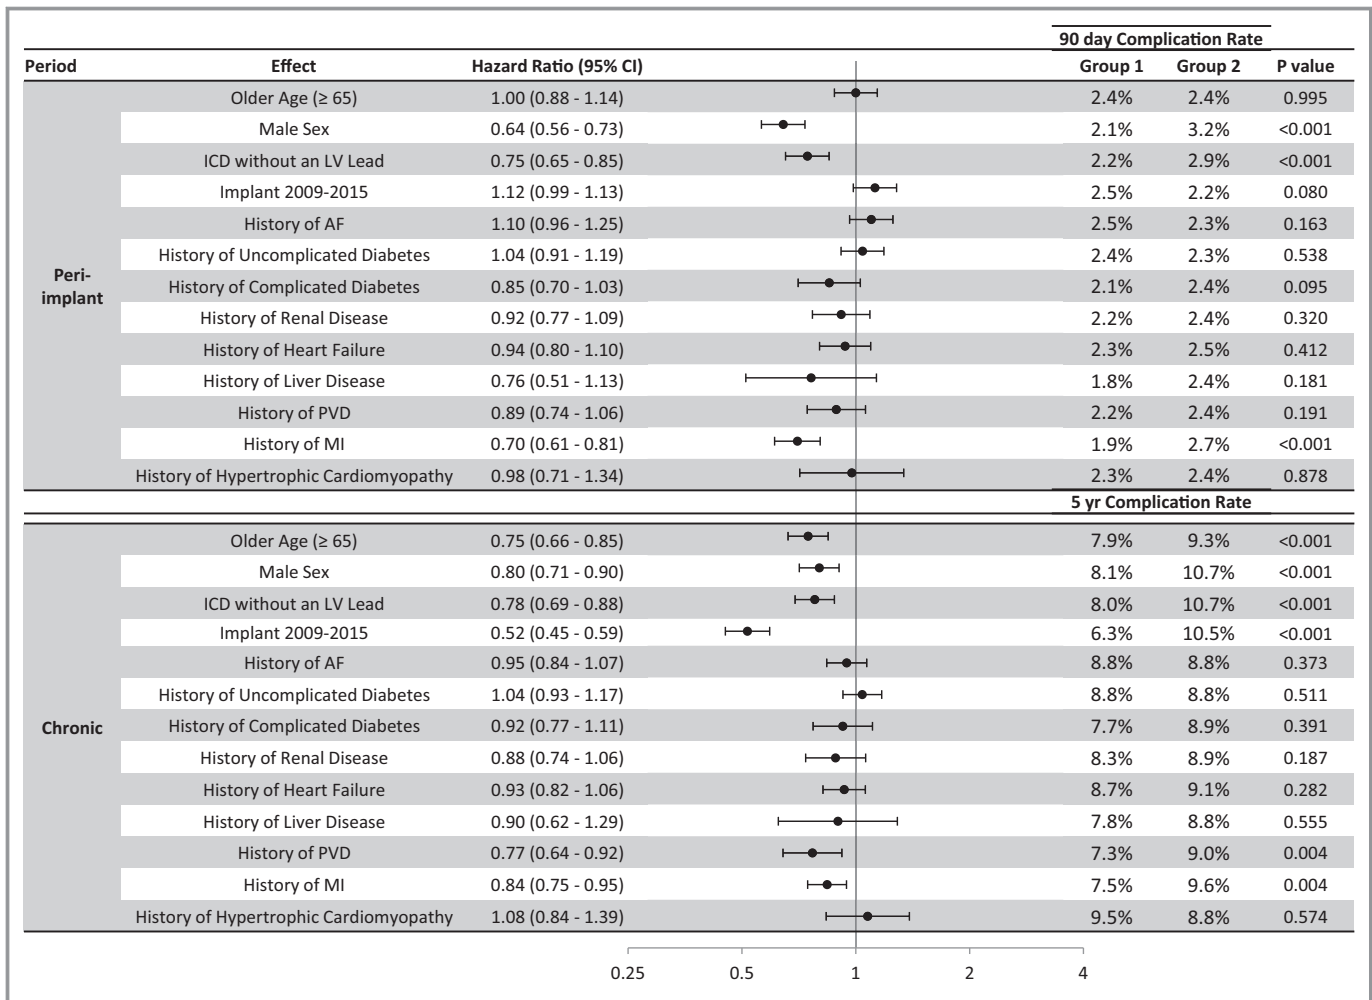 90 day Complication Rate
Period Effect Hazard Ratio (95% CI) Group 1 Group 2 P value
Peri-
implant
Older Age (≥ 65) 1.00 (0.88 - 1.14) 2.4% 2.4% 0.995
Male Sex 0.64 (0.56 - 0.73) 2.1% 3.2% <0.001
ICD without an LV Lead 0.75 (0.65 - 0.85) 2.2% 2.9% <0.001
Implant 2009-2015 1.12 (0.99 - 1.13) 2.5% 2.2% 0.080
History of AF 1.10 (0.96 - 1.25) 2.5% 2.3% 0.163
History of Uncomplicated Diabetes 1.04 (0.91 - 1.19) 2.4% 2.3% 0.538
History of Complicated Diabetes 0.85 (0.70 - 1.03) 2.1% 2.4% 0.095
History of Renal Disease 0.92 (0.77 - 1.09) 2.2% 2.4% 0.320
History of Heart Failure 0.94 (0.80 - 1.10) 2.3% 2.5% 0.412
History of Liver Disease 0.76 (0.51 - 1.13) 1.8% 2.4% 0.181
History of PVD 0.89 (0.74 - 1.06) 2.2% 2.4% 0.191
History of MI 0.70 (0.61 - 0.81) 1.9% 2.7% <0.001
History of Hypertrophic Cardiomyopathy 0.98 (0.71 - 1.34) 2.3% 2.4% 0.878
5 yr Complication Rate
Chronic
Older Age (≥ 65) 0.75 (0.66 - 0.85) 7.9% 9.3% <0.001
Male Sex 0.80 (0.71 - 0.90) 8.1% 10.7% <0.001
ICD without an LV Lead 0.78 (0.69 - 0.88) 8.0% 10.7% <0.001
Implant 2009-2015 0.52 (0.45 - 0.59) 6.3% 10.5% <0.001
History of AF 0.95 (0.84 - 1.07) 8.8% 8.8% 0.373
History of Uncomplicated Diabetes 1.04 (0.93 - 1.17) 8.8% 8.8% 0.511
History of Complicated Diabetes 0.92 (0.77 - 1.11) 7.7% 8.9% 0.391
History of Renal Disease 0.88 (0.74 - 1.06) 8.3% 8.9% 0.187
History of Heart Failure 0.93 (0.82 - 1.06) 8.7% 9.1% 0.282
History of Liver Disease 0.90 (0.62 - 1.29) 7.8% 8.8% 0.555
History of PVD 0.77 (0.64 - 0.92) 7.3% 9.0% 0.004
History of MI 0.84 (0.75 - 0.95) 7.5% 9.6% 0.004
History of Hypertrophic Cardiomyopathy 1.08 (0.84 - 1.39) 9.5% 8.8% 0.574
0.25 0.5 1 2 4